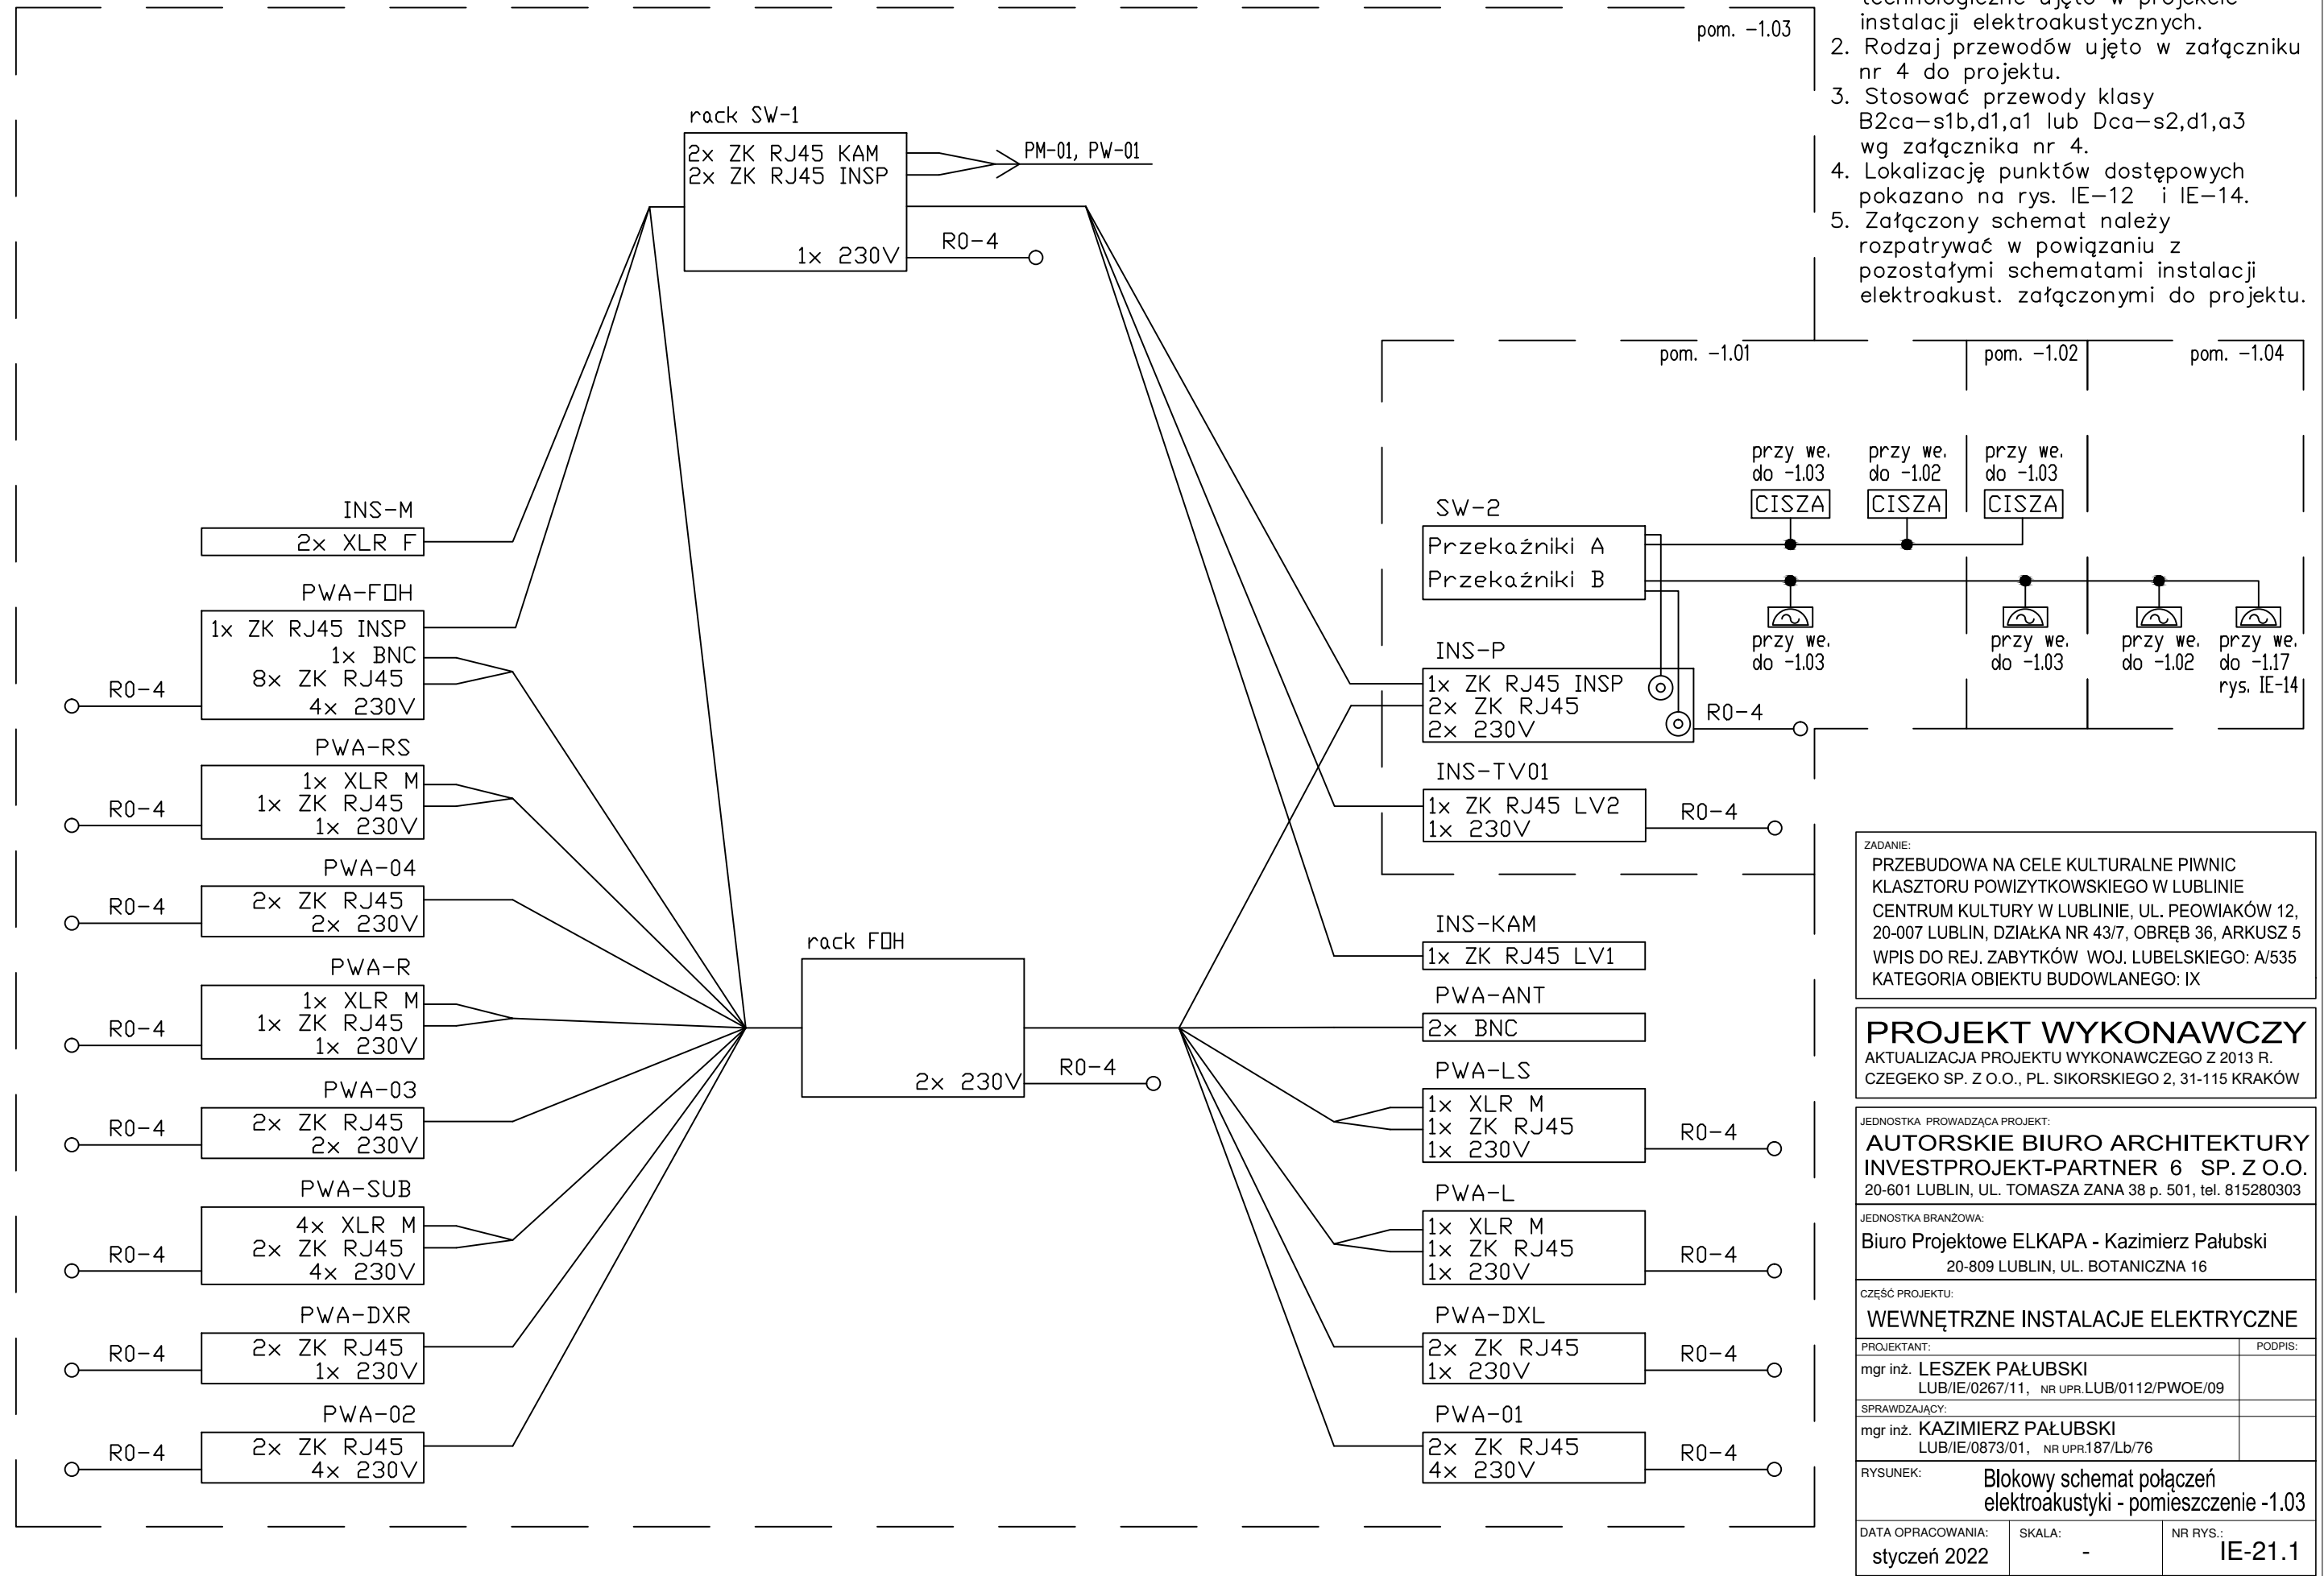 pom. -1.03
technologiczne ujęto w projekcie
instalacji elektroakustycznych.
2. Rodzaj przewodów ujęto w załączniku
nr 4 do projektu.
3. Stosować przewody klasy
B2ca-s1b,d1,a1 lub Dca-s2,d1,a3
wg załącznika nr 4.
4. Lokalizację punktów dostępowych
pokazano na rys. IE-12 i IE-14.
5. Załączony schemat należy
rozpatrywać w powiązaniu z
pozostałymi schematami instalacji
elektroakust. załączonymi do projektu.
rack SW-1
2x ZK RJ45 KAM
2x ZK RJ45 INSP
1x 230V
PM-01, PW-01
R0-4
INS-M
2x XLR F
PWA-FOH
1x ZK RJ45 INSP
1x BNC
8x ZK RJ45
4x 230V
R0-4
PWA-RS
1x XLR M
1x ZK RJ45
1x 230V
R0-4
PWA-04
2x ZK RJ45
2x 230V
R0-4
PWA-R
1x XLR M
1x ZK RJ45
1x 230V
R0-4
PWA-03
2x ZK RJ45
2x 230V
R0-4
PWA-SUB
4x XLR M
2x ZK RJ45
4x 230V
R0-4
PWA-DXR
2x ZK RJ45
1x 230V
R0-4
PWA-02
2x ZK RJ45
4x 230V
R0-4
rack FOH
2x 230V
R0-4
pom. -1.01
pom. -1.02
pom. -1.04
przy we.
do -1.03
CISZA
przy we.
do -1.02
CISZA
przy we.
do -1.03
CISZA
SW-2
Przekaźniki A
Przekaźniki B
przy we.
do -1.03
przy we.
do -1.03
przy we.
do -1.02
przy we.
do -1.17
rys. IE-14
INS-P
1x ZK RJ45 INSP
2x ZK RJ45
2x 230V
R0-4
INS-TV01
1x ZK RJ45 LV2
1x 230V
R0-4
INS-KAM
1x ZK RJ45 LV1
PWA-ANT
2x BNC
PWA-LS
1x XLR M
1x ZK RJ45
1x 230V
R0-4
PWA-L
1x XLR M
1x ZK RJ45
1x 230V
R0-4
PWA-DXL
2x ZK RJ45
1x 230V
R0-4
PWA-01
2x ZK RJ45
4x 230V
R0-4
ZADANIE:
PRZEBUDOWA NA CELE KULTURALNE PIWNIC
KLASZTORU POWIZYTKOWSKIEGO W LUBLINIE
CENTRUM KULTURY W LUBLINIE, UL. PEOWIAKÓW 12,
20-007 LUBLIN, DZIAŁKA NR 43/7, OBRĘB 36, ARKUSZ 5
WPIS DO REJ. ZABYTKÓW WOJ. LUBELSKIEGO: A/535
KATEGORIA OBIEKTU BUDOWLANEGO: IX
PROJEKT WYKONAWCZY
AKTUALIZACJA PROJEKTU WYKONAWCZEGO Z 2013 R.
CZEGEKO SP. Z O.O., PL. SIKORSKIEGO 2, 31-115 KRAKÓW
JEDNOSTKA PROWADZĄCA PROJEKT:
AUTORSKIE BIURO ARCHITEKTURY
INVESTPROJEKT-PARTNER 6 SP. Z O.O.
20-601 LUBLIN, UL. TOMASZA ZANA 38 p. 501, tel. 815280303
JEDNOSTKA BRANŻOWA:
Biuro Projektowe ELKAPA - Kazimierz Pałubski
20-809 LUBLIN, UL. BOTANICZNA 16
CZĘŚĆ PROJEKTU:
WEWNĘTRZNE INSTALACJE ELEKTRYCZNE
PROJEKTANT: PODPIS:
mgr inż. LESZEK PAŁUBSKI
LUB/IE/0267/11, NR UPR.LUB/0112/PWOE/09
SPRAWDZAJĄCY:
mgr inż. KAZIMIERZ PAŁUBSKI
LUB/IE/0873/01, NR UPR.187/Lb/76
RYSUNEK: Blokowy schemat połączeń
elektroakustyki - pomieszczenie -1.03
DATA OPRACOWANIA: SKALA: NR RYS.:
styczeń 2022 - IE-21.1